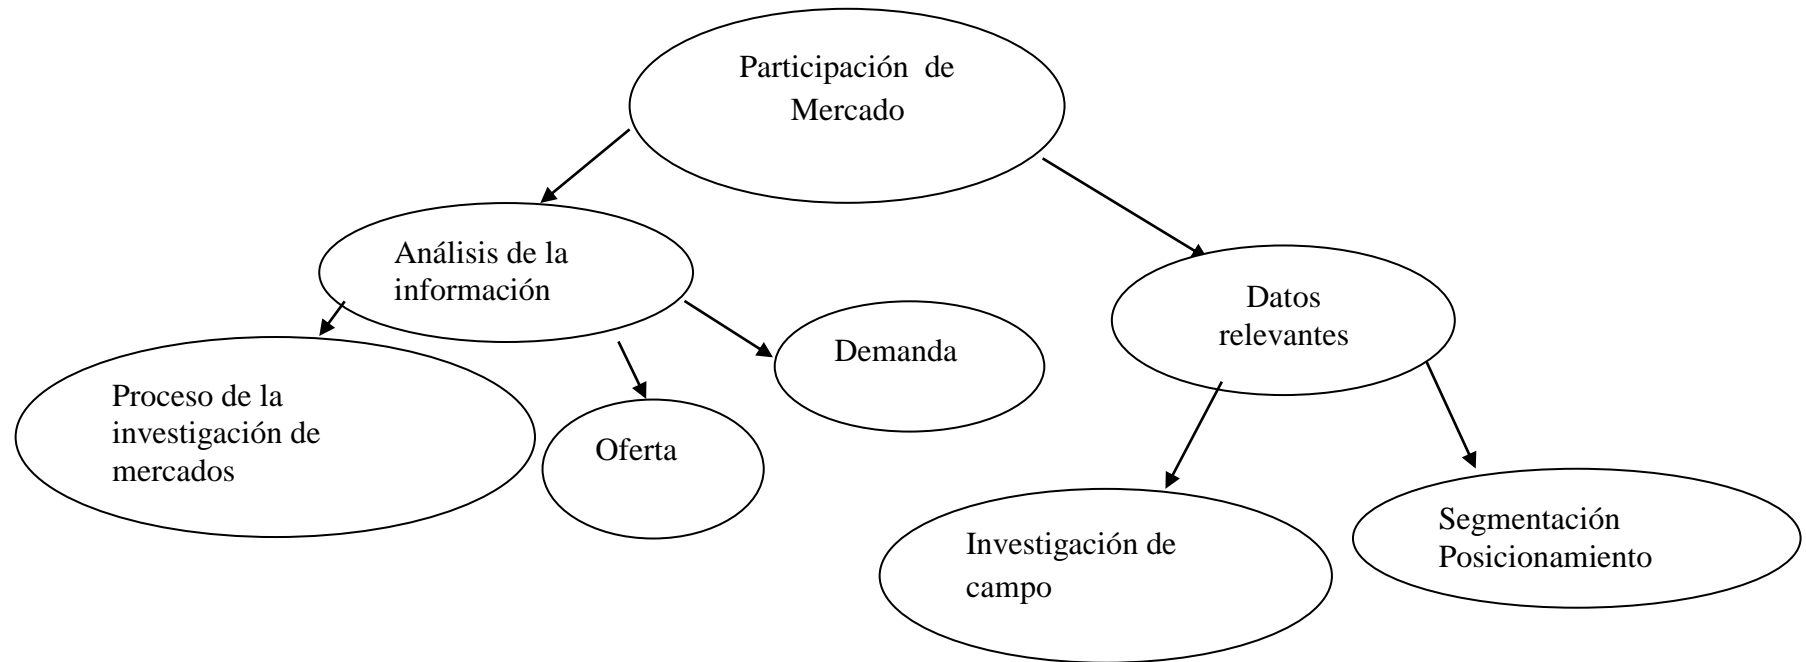 Participación de
Mercado
Análisis de la
información
Datos
relevantes
Demanda
Proceso de la
investigación de
mercados
Oferta
Investigación de
campo
Segmentación
Posicionamiento